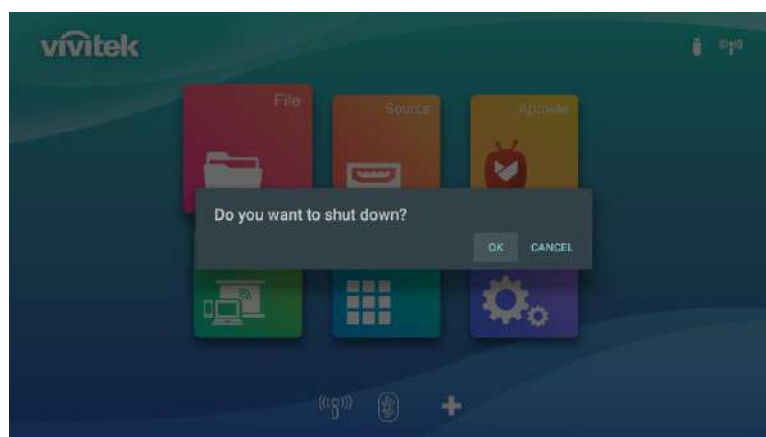 vivitek
File
Source
Aptoide
Do you want to shut down?
OK
CANCEL